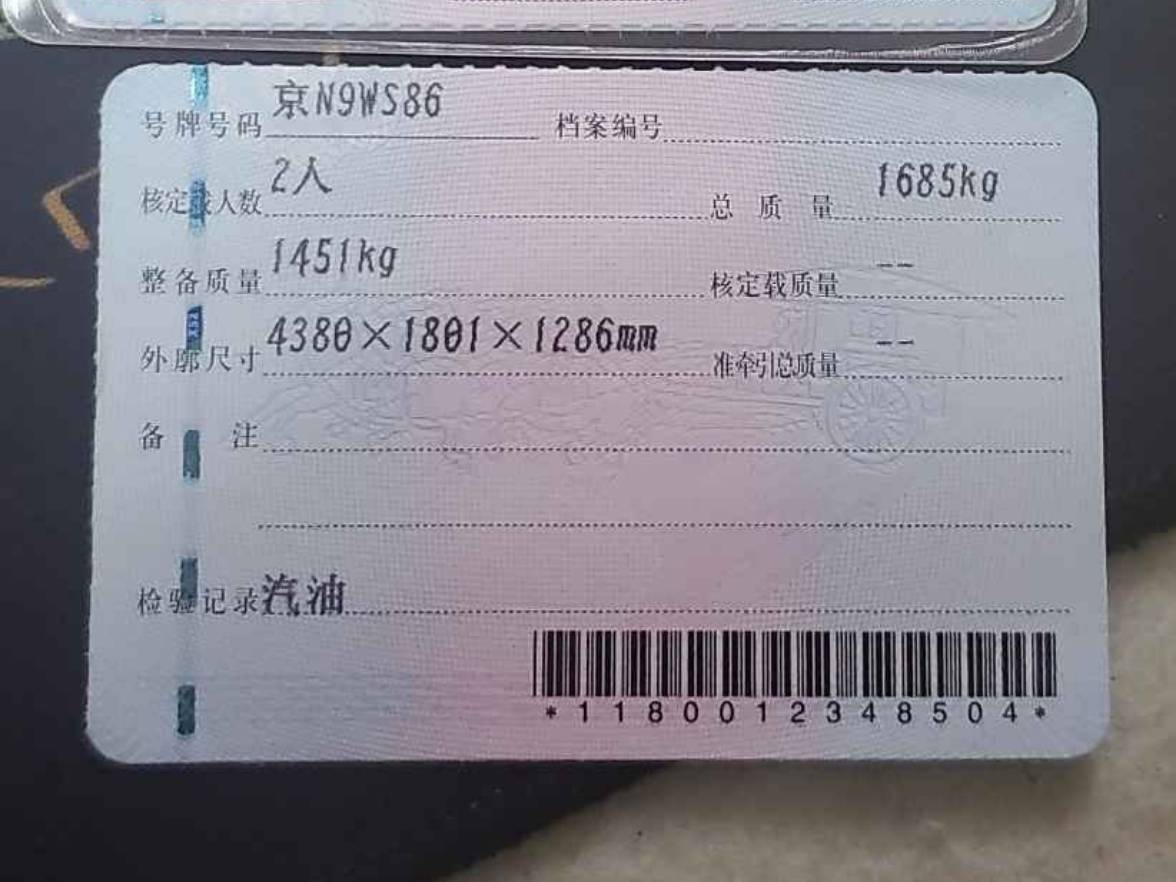 号牌号码 京N9WS86 档案编号
核定载人数 2人 总质量 1685kg
整备质量 1451kg 核定载质量 --
外廓尺寸 4380×1801×1286mm 准牵引总质量 --
备注
检验记录 汽油
*1180012348504*